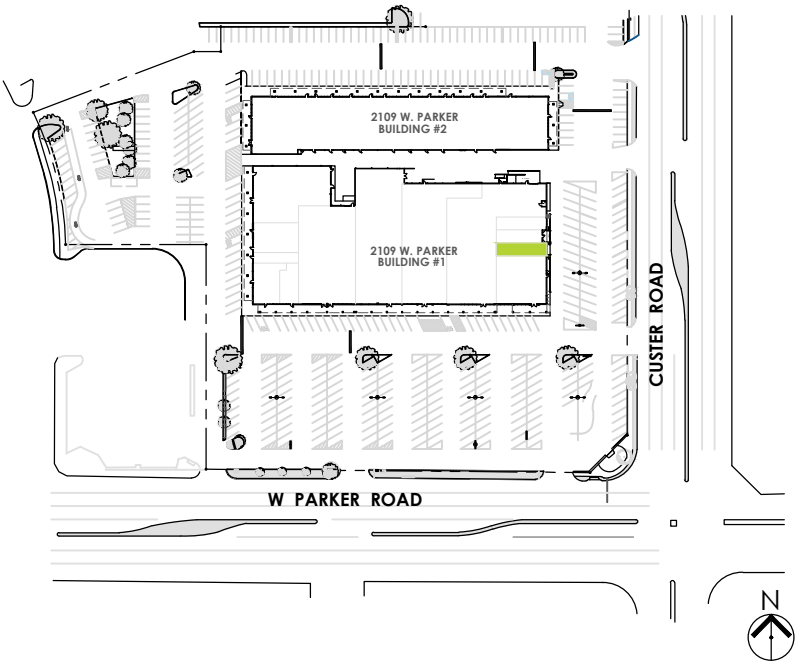 2109 W. PARKER
BUILDING #2
2109 W. PARKER
BUILDING #1
CUSTER ROAD
W PARKER ROAD
N